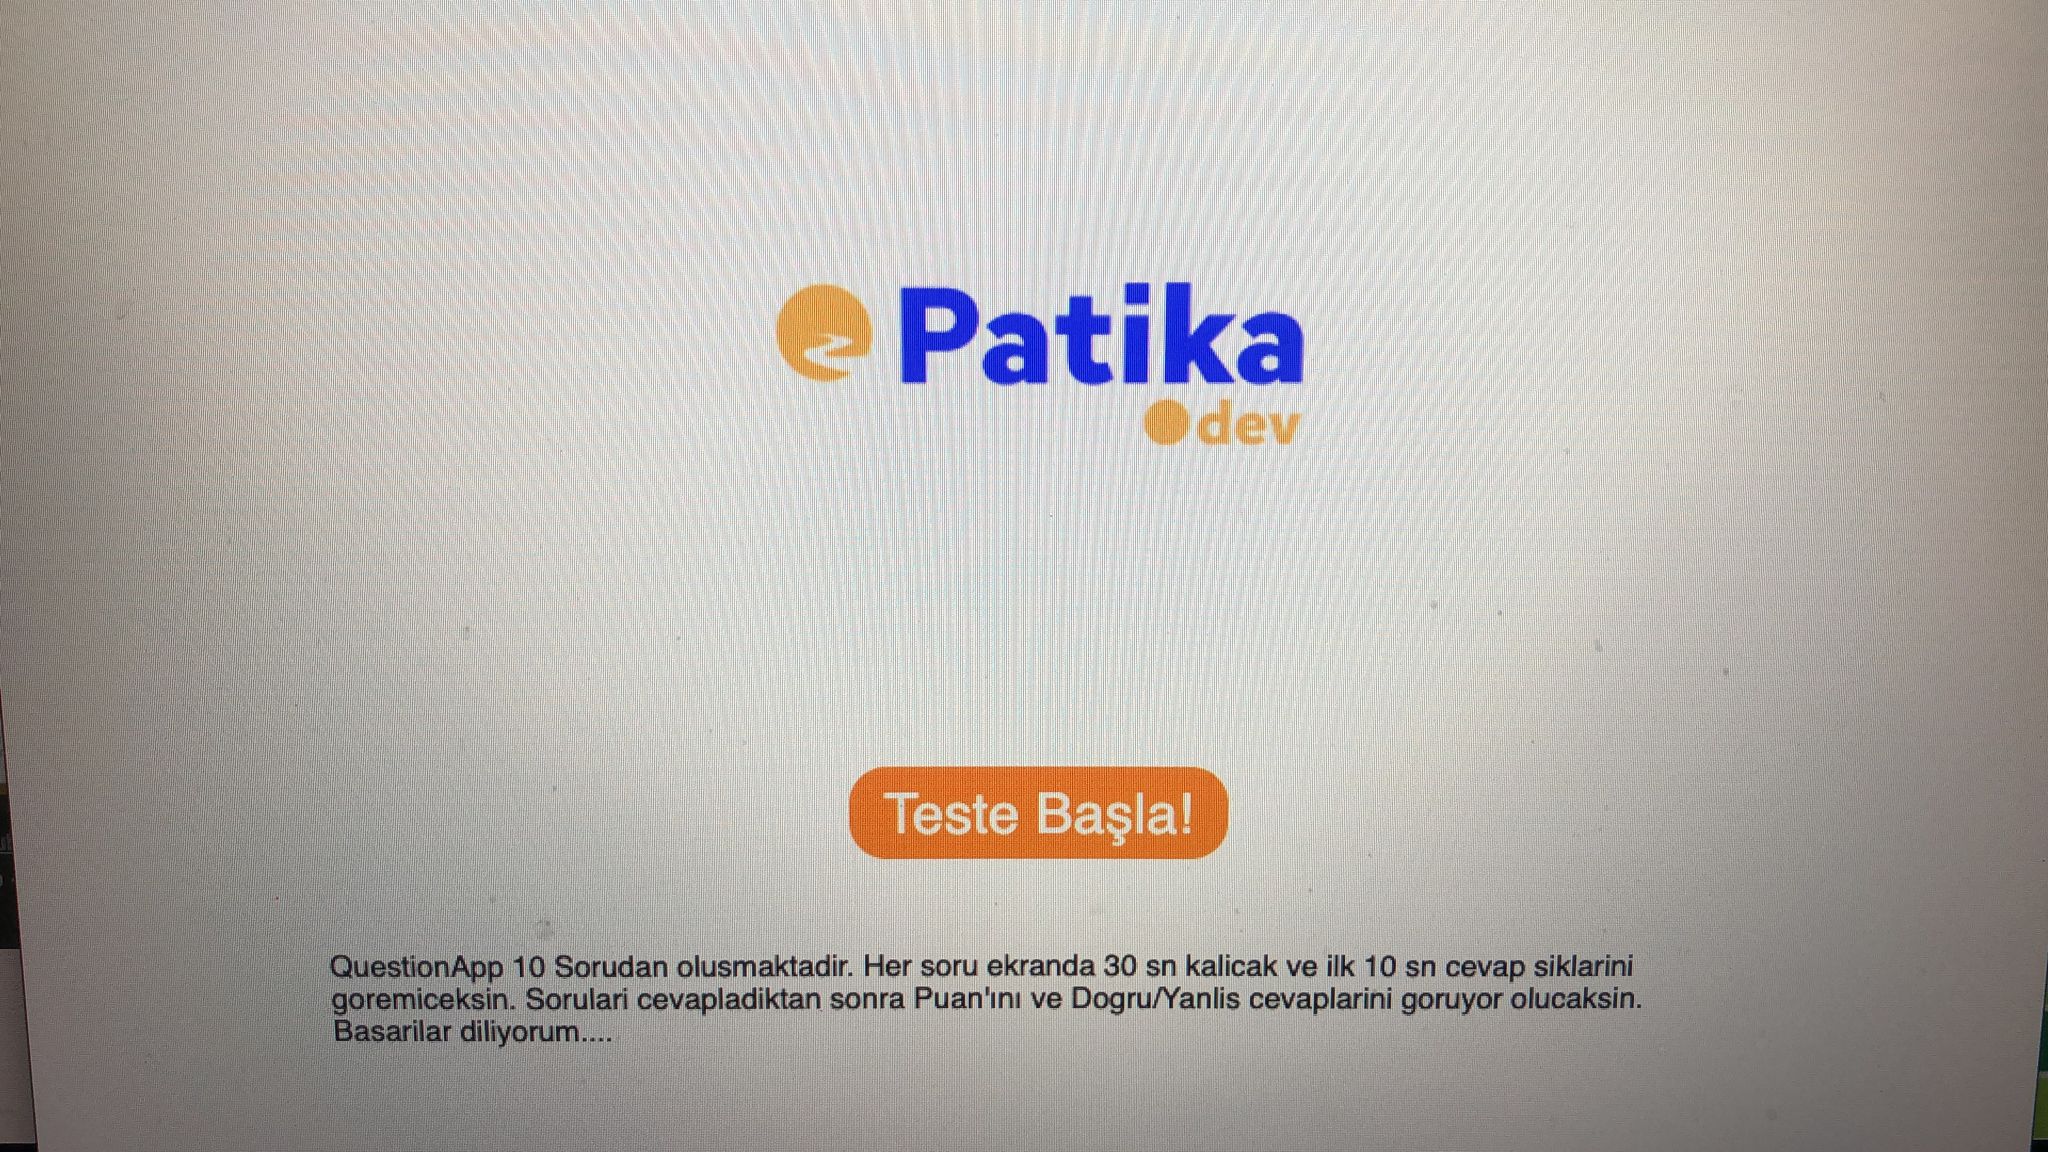 Patika
dev
Teste Başla!
QuestionApp 10 Sorudan olusmaktadir. Her soru ekranda 30 sn kalicak ve ilk 10 sn cevap siklarini
goremiceksin. Sorulari cevapladiktan sonra Puan'ını ve Dogru/Yanlis cevaplarini goruyor olucaksin.
Basarilar diliyorum....